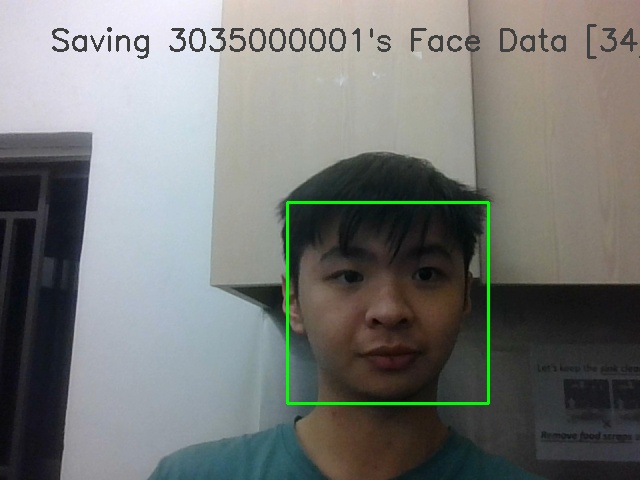 Saving 3035000001's Face Data [34,
Let's keep the sink clea
Remove food scraps